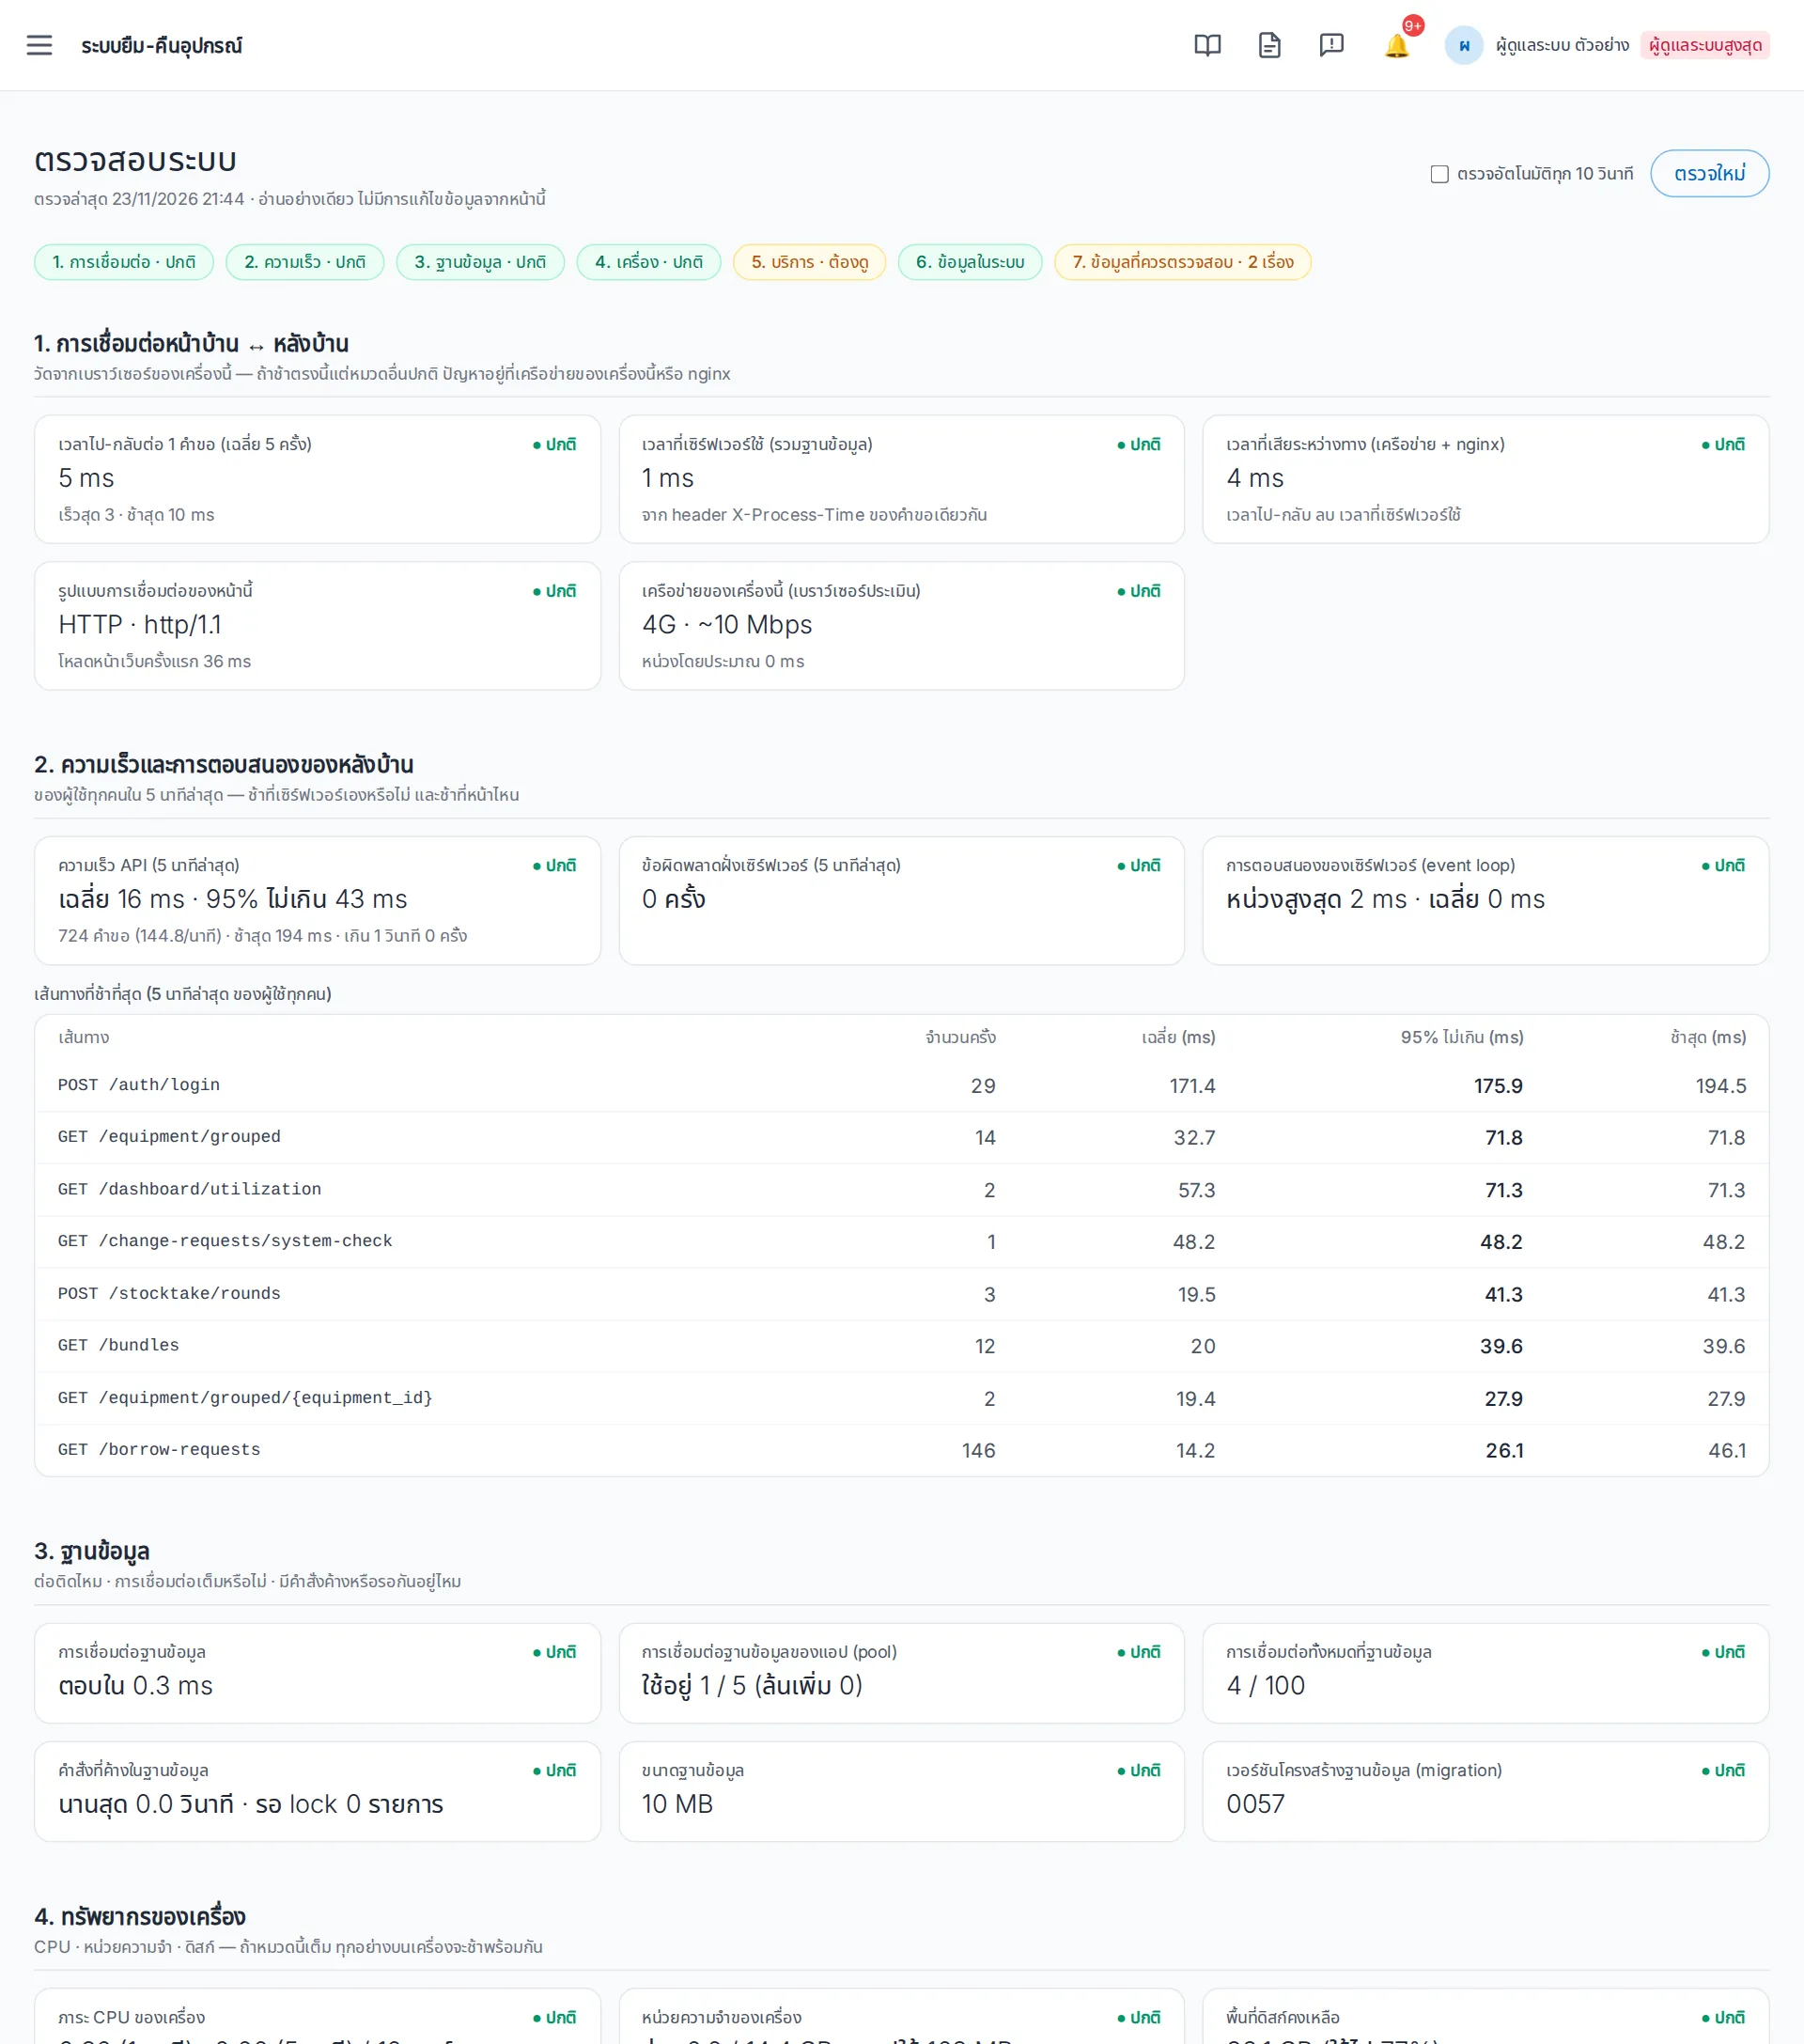 ระบบยืม-คืนอุปกรณ์
9+
ผ ผู้ดูแลระบบ ตัวอย่าง ผู้ดูแลระบบสูงสุด
ตรวจสอบระบบ
ตรวจล่าสุด 23/11/2026 21:44 · อ่านอย่างเดียว ไม่มีการแก้ไขข้อมูลจากหน้านี้
ตรวจอัตโนมัติทุก 10 วินาที ตรวจใหม่
1. การเชื่อมต่อ · ปกติ 2. ความเร็ว · ปกติ 3. ฐานข้อมูล · ปกติ 4. เครื่อง · ปกติ 5. บริการ · ต้องดู 6. ข้อมูลในระบบ 7. ข้อมูลที่ควรตรวจสอบ · 2 เรื่อง
1. การเชื่อมต่อหน้าบ้าน ↔ หลังบ้าน
วัดจากเบราว์เซอร์ของเครื่องนี้ — ถ้าช้าตรงนี้แต่หมวดอื่นปกติ ปัญหาอยู่ที่เครือข่ายของเครื่องนี้หรือ nginx
เวลาไป-กลับต่อ 1 คำขอ (เฉลี่ย 5 ครั้ง) ● ปกติ
5 ms
เร็วสุด 3 · ช้าสุด 10 ms
เวลาที่เซิร์ฟเวอร์ใช้ (รวมฐานข้อมูล) ● ปกติ
1 ms
จาก header X-Process-Time ของคำขอเดียวกัน
เวลาที่เสียระหว่างทาง (เครือข่าย + nginx) ● ปกติ
4 ms
เวลาไป-กลับ ลบ เวลาที่เซิร์ฟเวอร์ใช้
รูปแบบการเชื่อมต่อของหน้านี้ ● ปกติ
HTTP · http/1.1
โหลดหน้าเว็บครั้งแรก 36 ms
เครือข่ายของเครื่องนี้ (เบราว์เซอร์ประเมิน) ● ปกติ
4G · ~10 Mbps
หน่วงโดยประมาณ 0 ms
2. ความเร็วและการตอบสนองของหลังบ้าน
ของผู้ใช้ทุกคนใน 5 นาทีล่าสุด — ช้าที่เซิร์ฟเวอร์เองหรือไม่ และช้าที่หน้าไหน
ความเร็ว API (5 นาทีล่าสุด) ● ปกติ
เฉลี่ย 16 ms · 95% ไม่เกิน 43 ms
724 คำขอ (144.8/นาที) · ช้าสุด 194 ms · เกิน 1 วินาที 0 ครั้ง
ข้อผิดพลาดฝั่งเซิร์ฟเวอร์ (5 นาทีล่าสุด) ● ปกติ
0 ครั้ง
การตอบสนองของเซิร์ฟเวอร์ (event loop) ● ปกติ
หน่วงสูงสุด 2 ms · เฉลี่ย 0 ms
เส้นทางที่ช้าที่สุด (5 นาทีล่าสุด ของผู้ใช้ทุกคน)
เส้นทาง จำนวนครั้ง เฉลี่ย (ms) 95% ไม่เกิน (ms) ช้าสุด (ms)
POST /auth/login 29 171.4 175.9 194.5
GET /equipment/grouped 14 32.7 71.8 71.8
GET /dashboard/utilization 2 57.3 71.3 71.3
GET /change-requests/system-check 1 48.2 48.2 48.2
POST /stocktake/rounds 3 19.5 41.3 41.3
GET /bundles 12 20 39.6 39.6
GET /equipment/grouped/{equipment_id} 2 19.4 27.9 27.9
GET /borrow-requests 146 14.2 26.1 46.1
3. ฐานข้อมูล
ต่อติดไหม · การเชื่อมต่อเต็มหรือไม่ · มีคำสั่งค้างหรือรอกันอยู่ไหม
การเชื่อมต่อฐานข้อมูล ● ปกติ
ตอบใน 0.3 ms
การเชื่อมต่อฐานข้อมูลของแอป (pool) ● ปกติ
ใช้อยู่ 1 / 5 (ล้นเพิ่ม 0)
การเชื่อมต่อทั้งหมดที่ฐานข้อมูล ● ปกติ
4 / 100
คำสั่งที่ค้างในฐานข้อมูล ● ปกติ
นานสุด 0.0 วินาที · รอ lock 0 รายการ
ขนาดฐานข้อมูล ● ปกติ
10 MB
เวอร์ชันโครงสร้างฐานข้อมูล (migration) ● ปกติ
0057
4. ทรัพยากรของเครื่อง
CPU · หน่วยความจำ · ดิสก์ — ถ้าหมวดนี้เต็ม ทุกอย่างบนเครื่องจะช้าพร้อมกัน
ภาระ CPU ของเครื่อง ● ปกติ
หน่วยความจำของเครื่อง ● ปกติ
พื้นที่ดิสก์คงเหลือ ● ปกติ